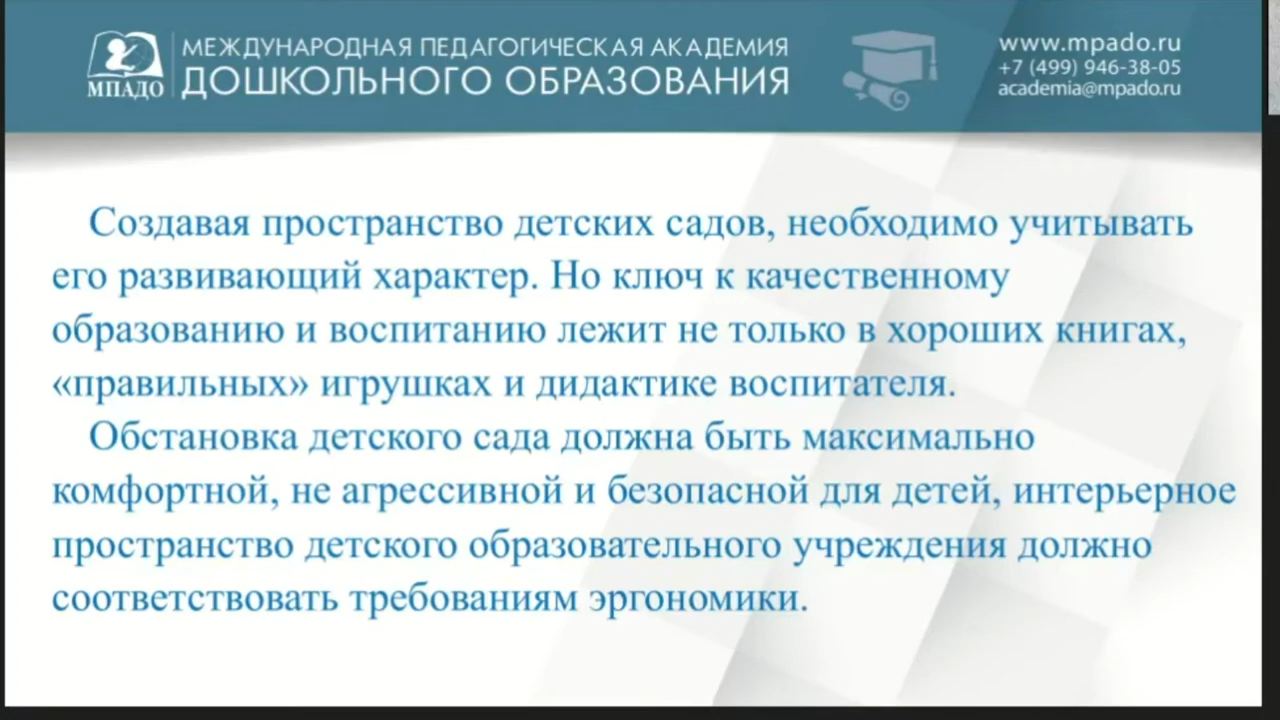 МЕЖДУНАРОДНАЯ ПЕДАГОГИЧЕСКАЯ АКАДЕМИЯ
ДОШКОЛЬНОГО ОБРАЗОВАНИЯ
МПАДО
www.mpado.ru
+7 (499) 946-38-05
academia@mpado.ru
Создавая пространство детских садов, необходимо учитывать
его развивающий характер. Но ключ к качественному
образованию и воспитанию лежит не только в хороших книгах,
«правильных» игрушках и дидактике воспитателя.
Обстановка детского сада должна быть максимально
комфортной, не агрессивной и безопасной для детей, интерьерное
пространство детского образовательного учреждения должно
соответствовать требованиям эргономики.